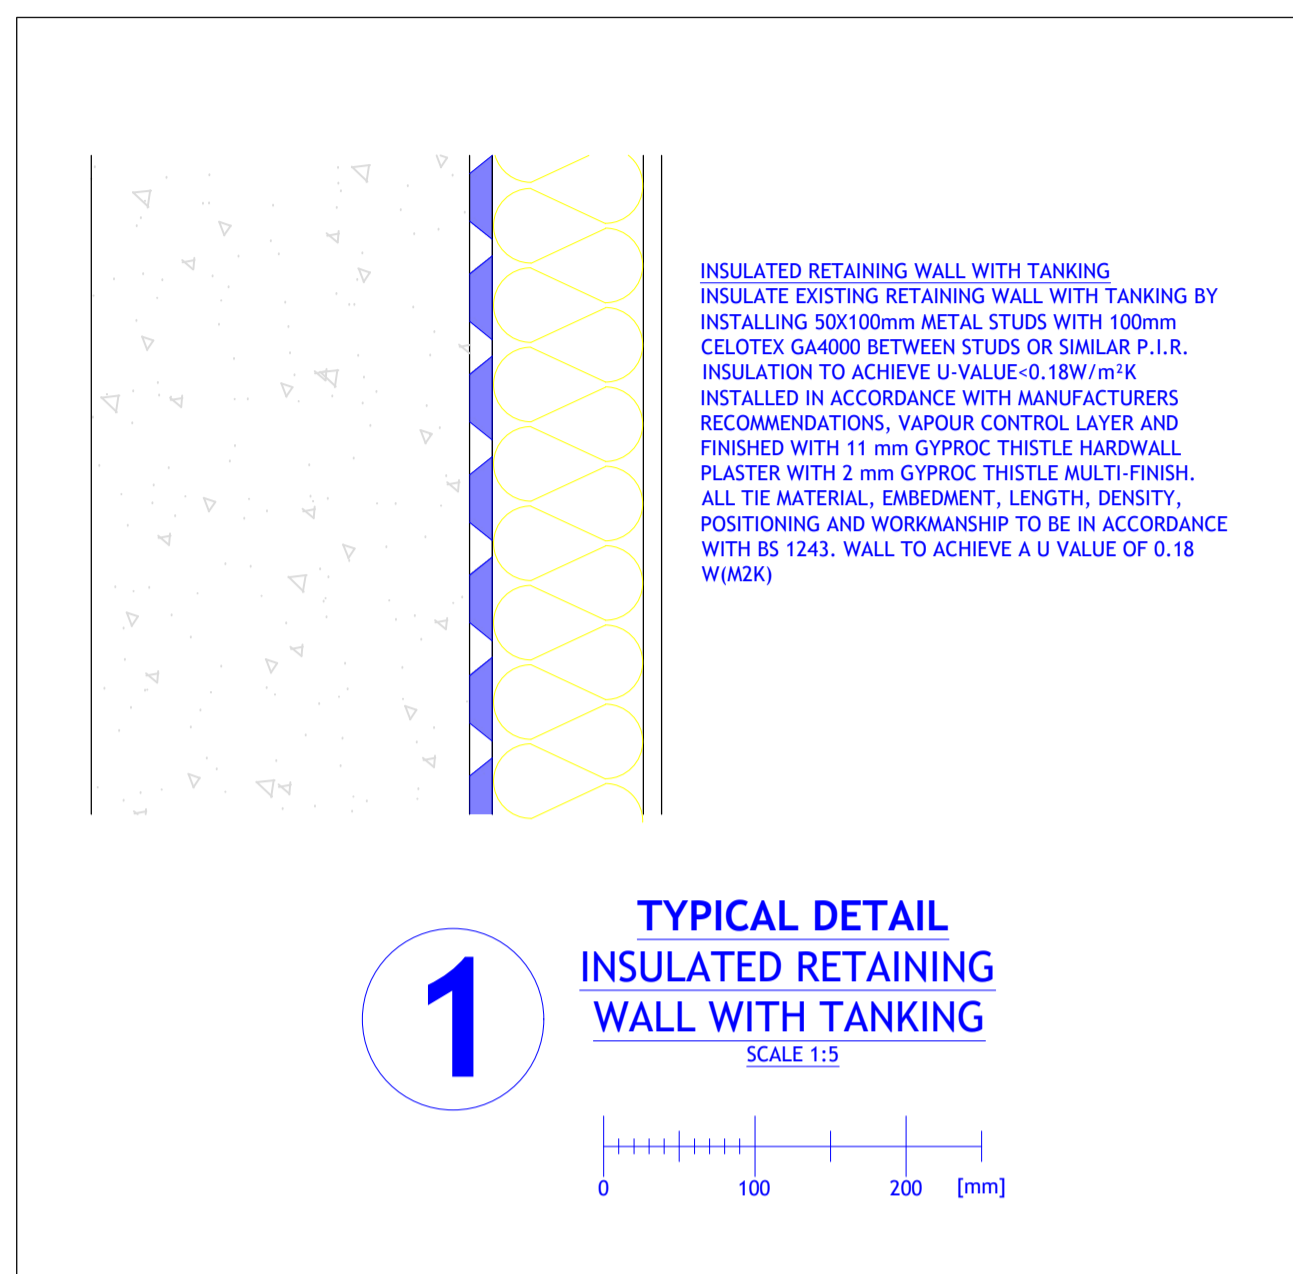 INSULATED RETAINING WALL WITH TANKING
INSULATE EXISTING RETAINING WALL WITH TANKING BY
INSTALLING 50X100mm METAL STUDS WITH 100mm
CELOTEX GA4000 BETWEEN STUDS OR SIMILAR P.I.R.
INSULATION TO ACHIEVE U-VALUE<0.18W/m²K
INSTALLED IN ACCORDANCE WITH MANUFACTURERS
RECOMMENDATIONS, VAPOUR CONTROL LAYER AND
FINISHED WITH 11 mm GYPROC THISTLE HARDWALL
PLASTER WITH 2 mm GYPROC THISTLE MULTI-FINISH.
ALL TIE MATERIAL, EMBEDMENT, LENGTH, DENSITY,
POSITIONING AND WORKMANSHIP TO BE IN ACCORDANCE
WITH BS 1243. WALL TO ACHIEVE A U VALUE OF 0.18
W(M2K)
1
TYPICAL DETAIL
INSULATED RETAINING
WALL WITH TANKING
SCALE 1:5
0 100 200 [mm]